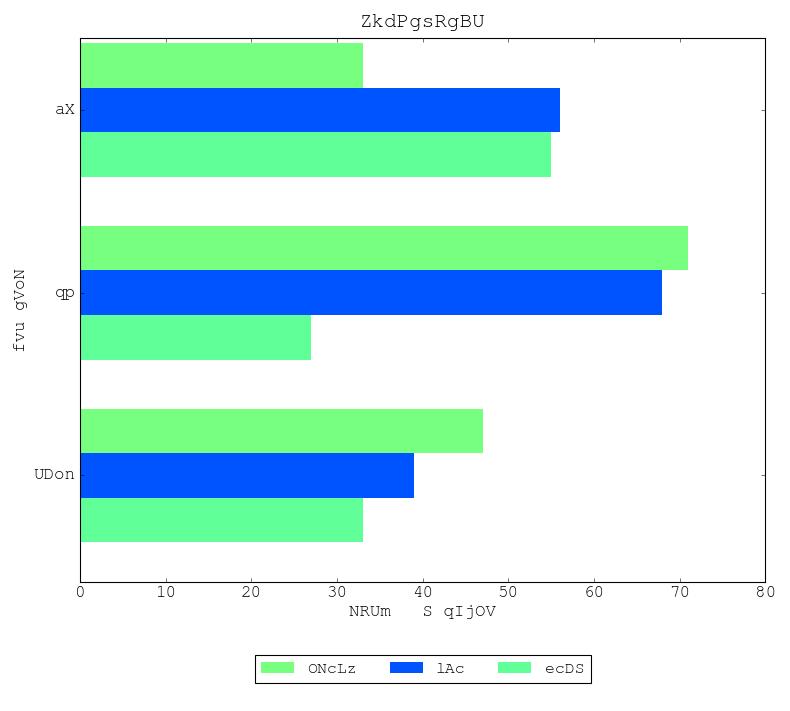 ZkdPgsRgBU
aX
qp
UDon
fvu gVoN
0 10 20 30 40 50 60 70 80
NRUm   S qIjOV
ONcLz lAc ecDS